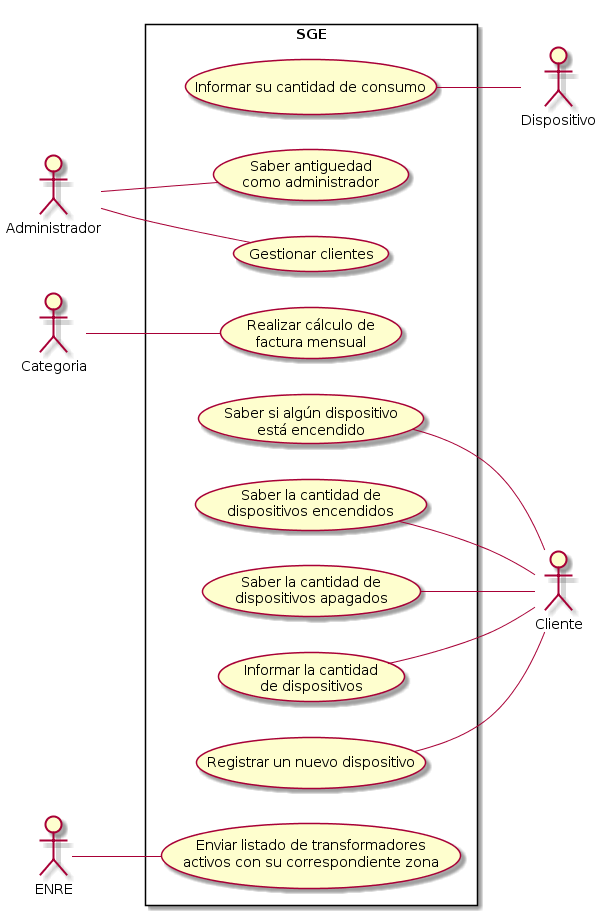 SGE
Informar su cantidad de consumo
Dispositivo
Saber antiguedad
como administrador
Administrador
Gestionar clientes
Realizar cálculo de
factura mensual
Categoria
Saber si algún dispositivo
está encendido
Saber la cantidad de
dispositivos encendidos
Saber la cantidad de
dispositivos apagados
Cliente
Informar la cantidad
de dispositivos
Registrar un nuevo dispositivo
Enviar listado de transformadores
activos con su correspondiente zona
ENRE